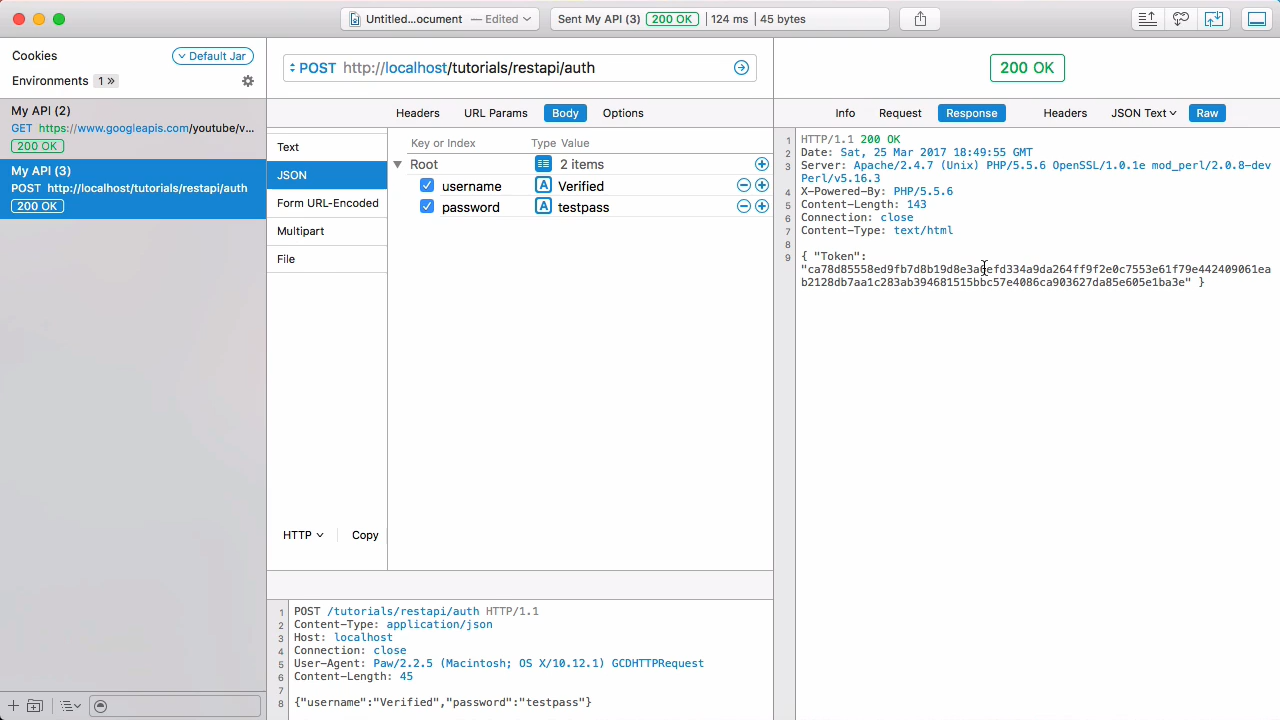 Untitled...ocument — Edited
Sent My API (3) 200 OK 124 ms 45 bytes
Cookies
Default Jar
Environments 1 »
My API (2)
GET https://www.googleapis.com/youtube/v...
200 OK
My API (3)
POST http://localhost/tutorials/restapi/auth
200 OK
POST http://localhost/tutorials/restapi/auth
Headers URL Params Body Options
Text
JSON
Form URL-Encoded
Multipart
File
Key or Index Type Value
Root 2 items
username A Verified
password A testpass
HTTP Copy
1 POST /tutorials/restapi/auth HTTP/1.1
2 Content-Type: application/json
3 Host: localhost
4 Connection: close
5 User-Agent: Paw/2.2.5 (Macintosh; OS X/10.12.1) GCDHTTPRequest
6 Content-Length: 45
7
8 {"username":"Verified","password":"testpass"}
200 OK
Info Request Response Headers JSON Text Raw
1 HTTP/1.1 200 OK
2 Date: Sat, 25 Mar 2017 18:49:55 GMT
3 Server: Apache/2.4.7 (Unix) PHP/5.5.6 OpenSSL/1.0.1e mod_perl/2.0.8-dev
Perl/v5.16.3
4 X-Powered-By: PHP/5.5.6
5 Content-Length: 143
6 Connection: close
7 Content-Type: text/html
8
9 { "Token":
b2128db7aa1c283ab394681515bbc57e4086ca903627da85e605e1ba3e" }